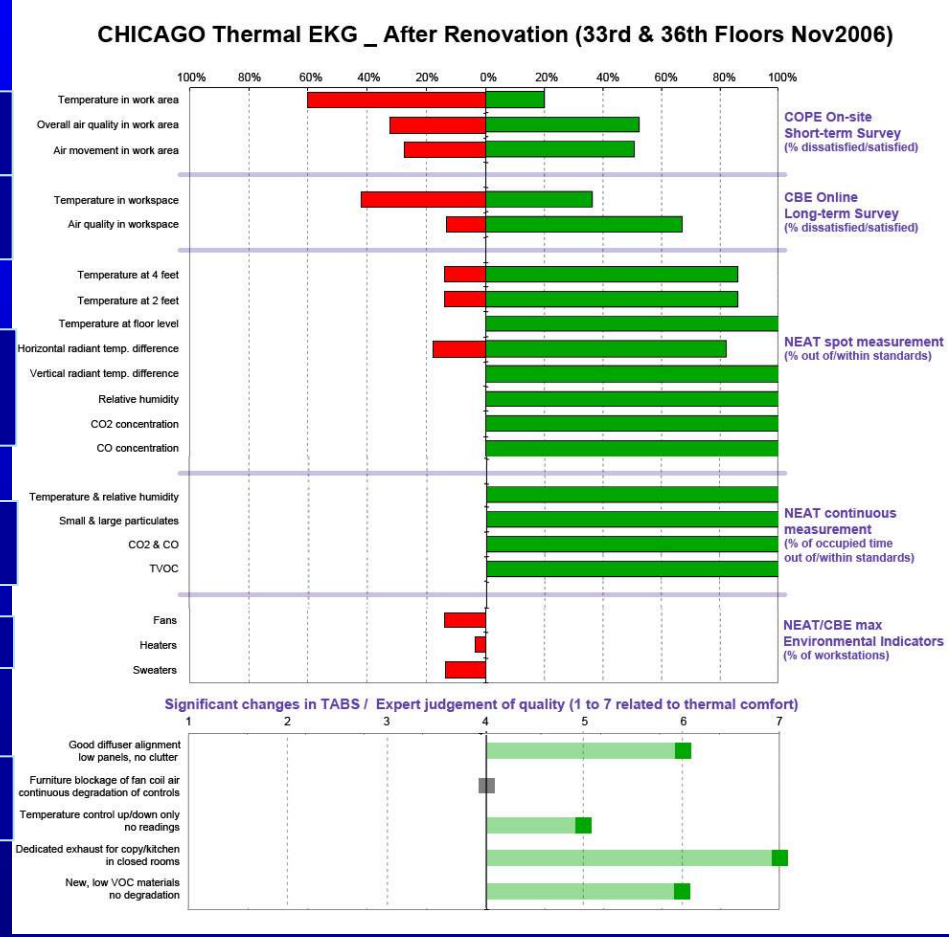 CHICAGO Thermal EKG _ After Renovation (33rd & 36th Floors Nov2006)
100% 80% 60% 40% 20% 0% 20% 40% 60% 80% 100%
Temperature in work area
Overall air quality in work area
Air movement in work area
COPE On-site
Short-term Survey
(% dissatisfied/satisfied)
Temperature in workspace
Air quality in workspace
CBE Online
Long-term Survey
(% dissatisfied/satisfied)
Temperature at 4 feet
Temperature at 2 feet
Temperature at floor level
Horizontal radiant temp. difference
Vertical radiant temp. difference
Relative humidity
CO2 concentration
CO concentration
NEAT spot measurement
(% out of/within standards)
Temperature & relative humidity
Small & large particulates
CO2 & CO
TVOC
NEAT continuous
measurement
(% of occupied time
out of/within standards)
Fans
Heaters
Sweaters
NEAT/CBE max
Environmental Indicators
(% of workstations)
Significant changes in TABS / Expert judgement of quality (1 to 7 related to thermal comfort)
1 2 3 4 5 6 7
Good diffuser alignment
low panels, no clutter
Furniture blockage of fan coil air
continuous degradation of controls
Temperature control up/down only
no readings
Dedicated exhaust for copy/kitchen
in closed rooms
New, low VOC materials
no degradation